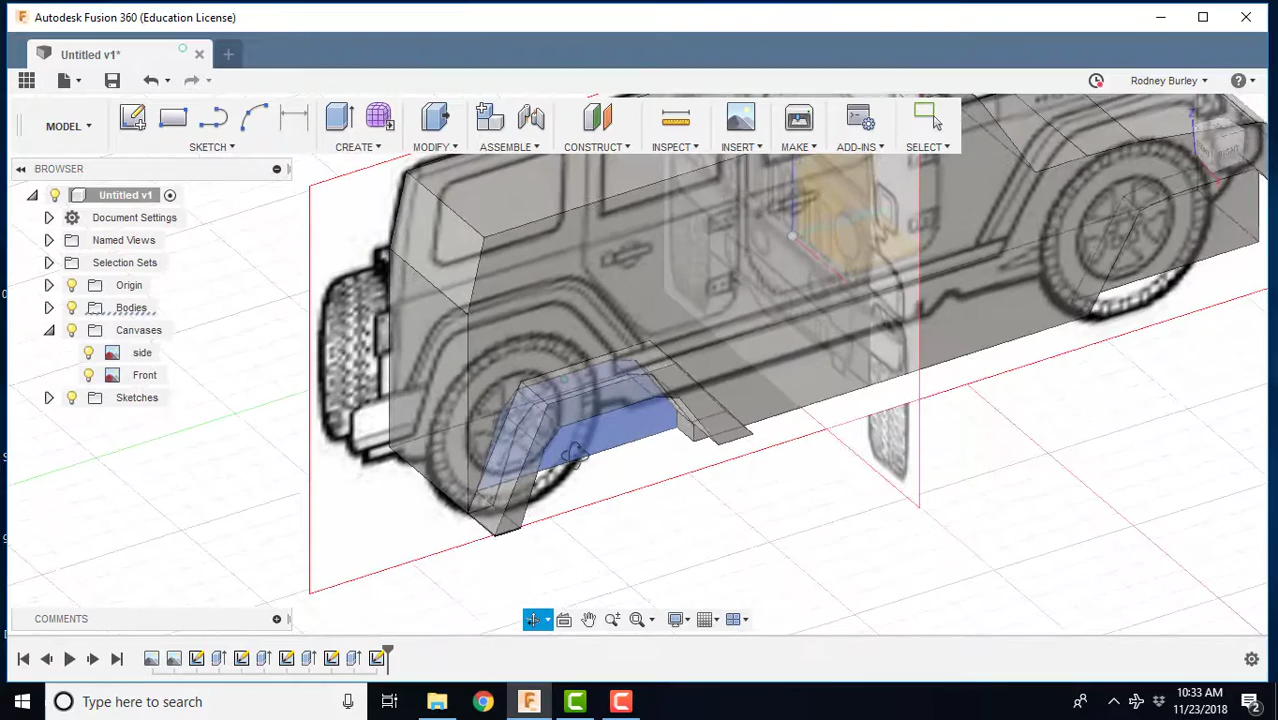 Autodesk Fusion 360 (Education License)
Untitled v1*
Rodney Burley
MODEL
SKETCH
CREATE
MODIFY
ASSEMBLE
CONSTRUCT
INSPECT
INSERT
MAKE
ADD-INS
SELECT
BROWSER
Untitled v1
Document Settings
Named Views
Selection Sets
Origin
Bodies
Canvases
side
Front
Sketches
COMMENTS
Type here to search
10:33 AM
11/23/2018
2